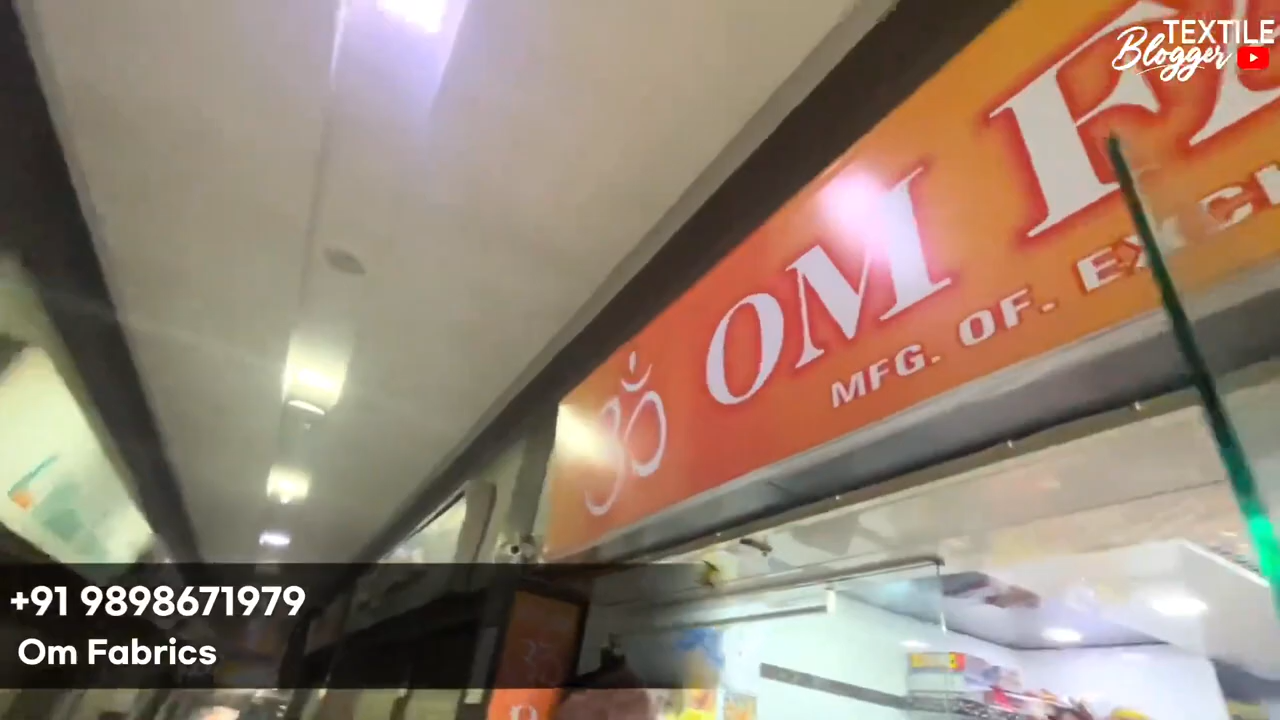 TEXTILE
Blogger
ॐ OM
MFG. OF.
+91 9898671979
Om Fabrics